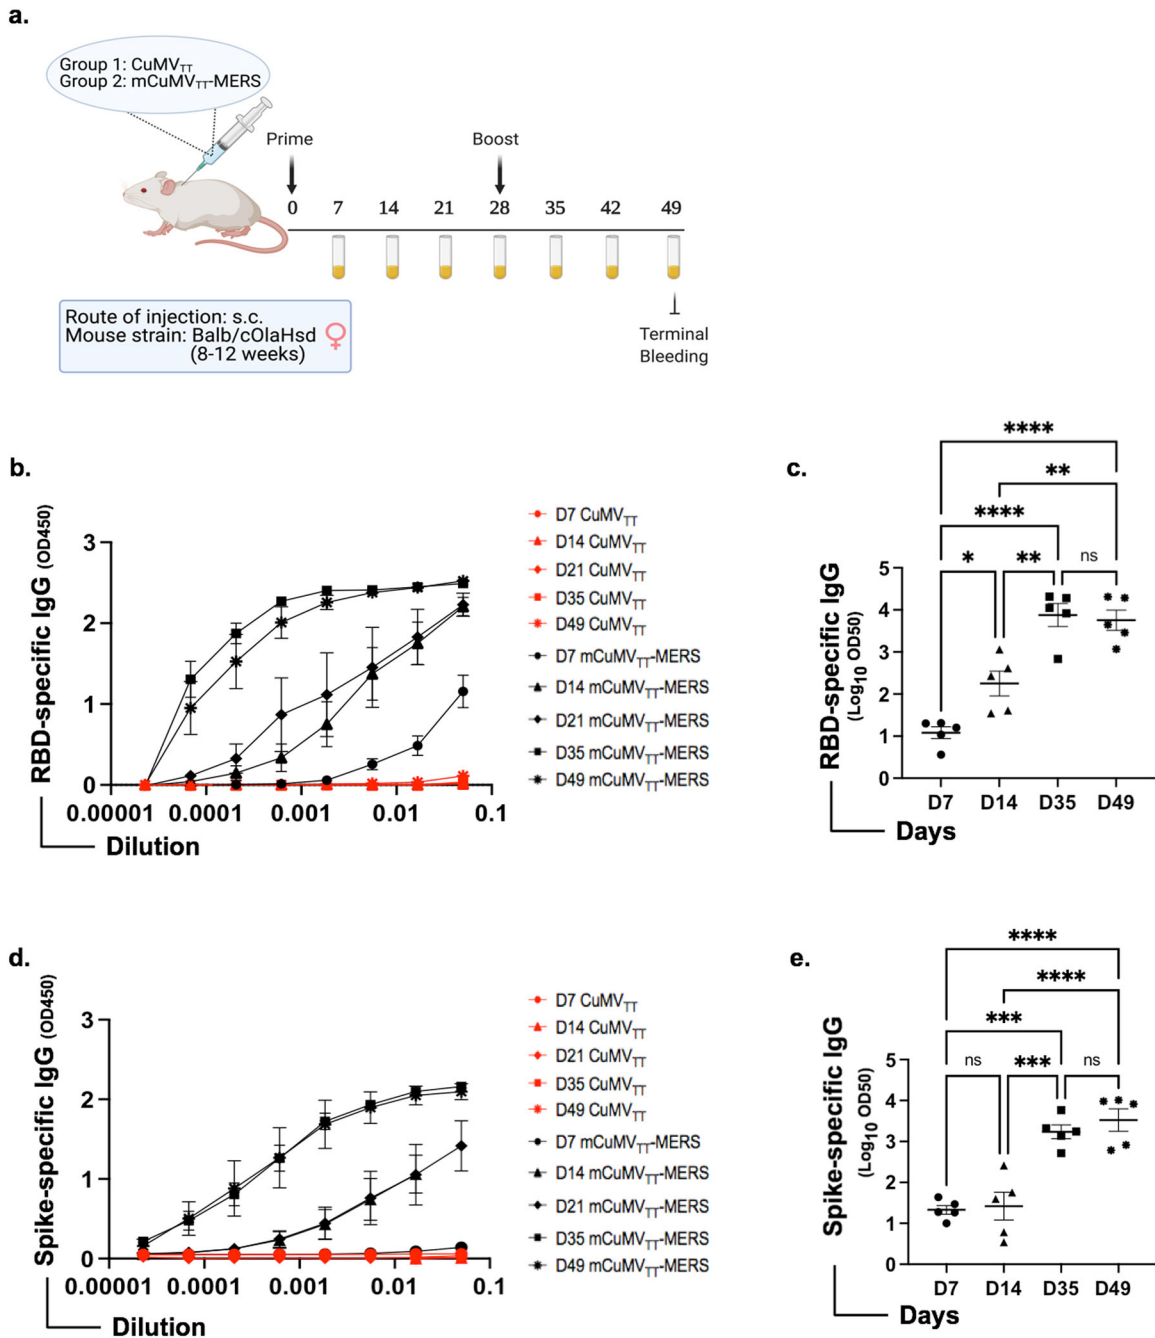 a.
Group 1: CuMVTT
Group 2: mCuMVTT-MERS
Prime
Boost
0 7 14 21 28 35 42 49
Route of injection: s.c.
Mouse strain: Balb/cOlaHsd ♀
(8-12 weeks)
Terminal
Bleeding
b.
RBD-specific IgG (OD450)
3
2
1
0
0.00001 0.0001 0.001 0.01 0.1
Dilution
D7 CuMVTT
D14 CuMVTT
D21 CuMVTT
D35 CuMVTT
D49 CuMVTT
D7 mCuMVTT-MERS
D14 mCuMVTT-MERS
D21 mCuMVTT-MERS
D35 mCuMVTT-MERS
D49 mCuMVTT-MERS
c.
****
**
****
* ** ns
RBD-specific IgG
(Log10 OD50)
5
4
3
2
1
0
D7 D14 D35 D49
Days
d.
Spike-specific IgG (OD450)
3
2
1
0
0.00001 0.0001 0.001 0.01 0.1
Dilution
D7 CuMVTT
D14 CuMVTT
D21 CuMVTT
D35 CuMVTT
D49 CuMVTT
D7 mCuMVTT-MERS
D14 mCuMVTT-MERS
D21 mCuMVTT-MERS
D35 mCuMVTT-MERS
D49 mCuMVTT-MERS
e.
****
****
***
ns *** ns
Spike-specific IgG
(Log10 OD50)
5
4
3
2
1
0
D7 D14 D35 D49
Days